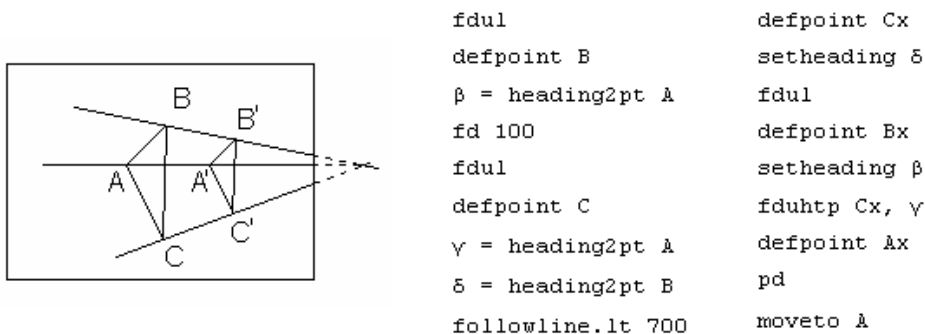 B
B'
A
A'
C'
C
fdul
defpoint B
β = heading2pt A
fd 100
fdul
defpoint C
γ = heading2pt A
δ = heading2pt B
followline.lt 700
defpoint Cx
setheading δ
fdul
defpoint Bx
setheading β
fduhtp Cx, γ
defpoint Ax
pd
moveto A